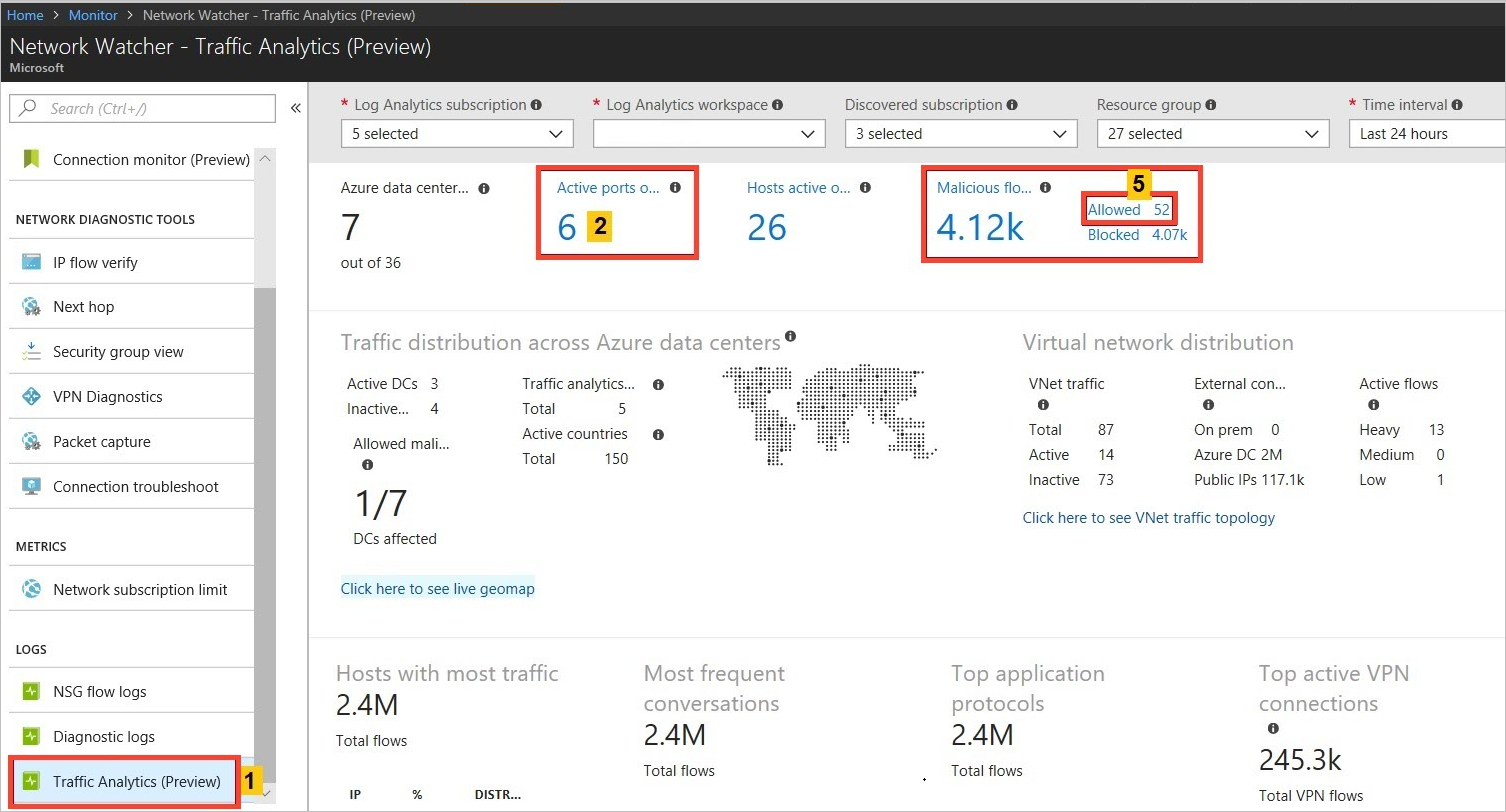 Home > Monitor > Network Watcher - Traffic Analytics (Preview)
Network Watcher - Traffic Analytics (Preview)
Microsoft
Search (Ctrl+/)
«
Connection monitor (Preview)
NETWORK DIAGNOSTIC TOOLS
IP flow verify
Next hop
Security group view
VPN Diagnostics
Packet capture
Connection troubleshoot
METRICS
Network subscription limit
LOGS
NSG flow logs
Diagnostic logs
Traffic Analytics (Preview) 1
* Log Analytics subscription * Log Analytics workspace Discovered subscription Resource group * Time interval
5 selected 3 selected 27 selected Last 24 hours
Azure data center...
7
out of 36
Active ports o...
6 2
Hosts active o...
26
Malicious flo...
4.12k
5
Allowed 52
Blocked 4.07k
Traffic distribution across Azure data centers
Active DCs 3
Inactive... 4
Allowed mali...
1/7
DCs affected
Traffic analytics...
Total 5
Active countries
Total 150
Click here to see live geomap
Virtual network distribution
VNet traffic
Total 87
Active 14
Inactive 73
External con...
On prem 0
Azure DC 2M
Public IPs 117.1k
Active flows
Heavy 13
Medium 0
Low 1
Click here to see VNet traffic topology
Hosts with most traffic
2.4M
Total flows
IP % DISTR...
Most frequent
conversations
2.4M
Total flows
Top application
protocols
2.4M
Total flows
Top active VPN
connections
245.3k
Total VPN flows